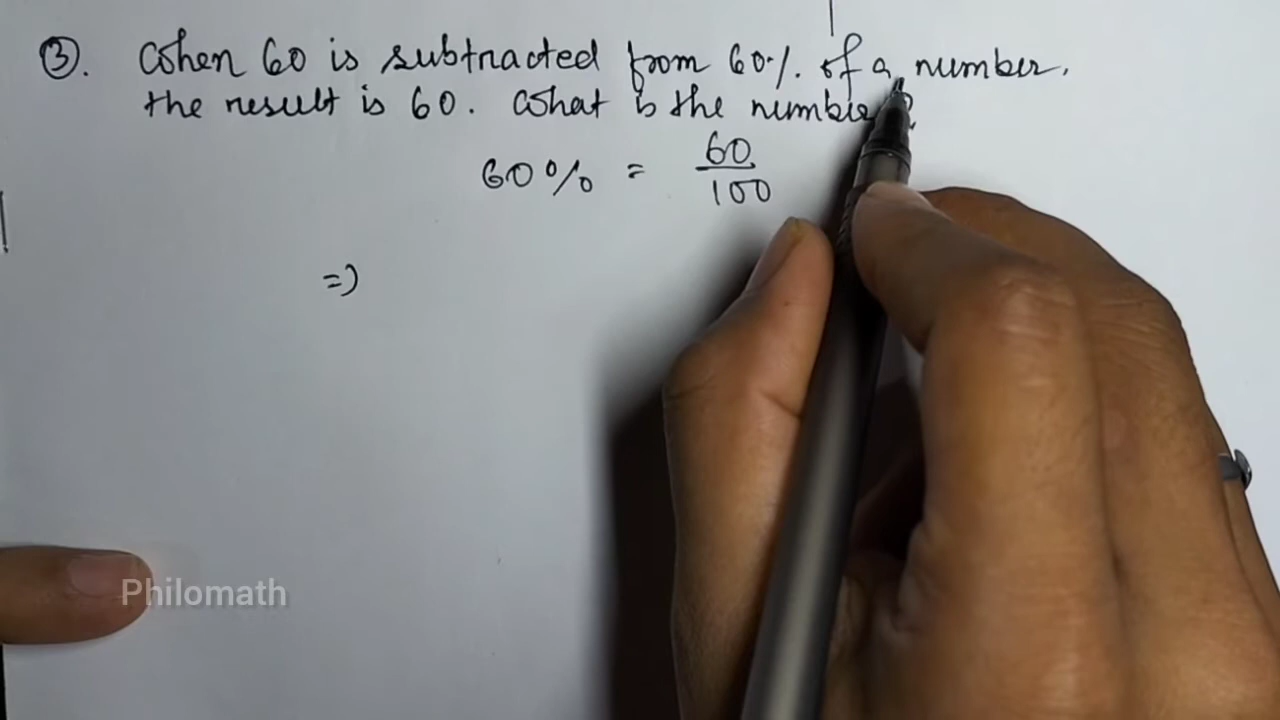 3. When 60 is subtracted from 60% of a number,
the result is 60. What is the number?
60% = 60/100
=>
Philomath